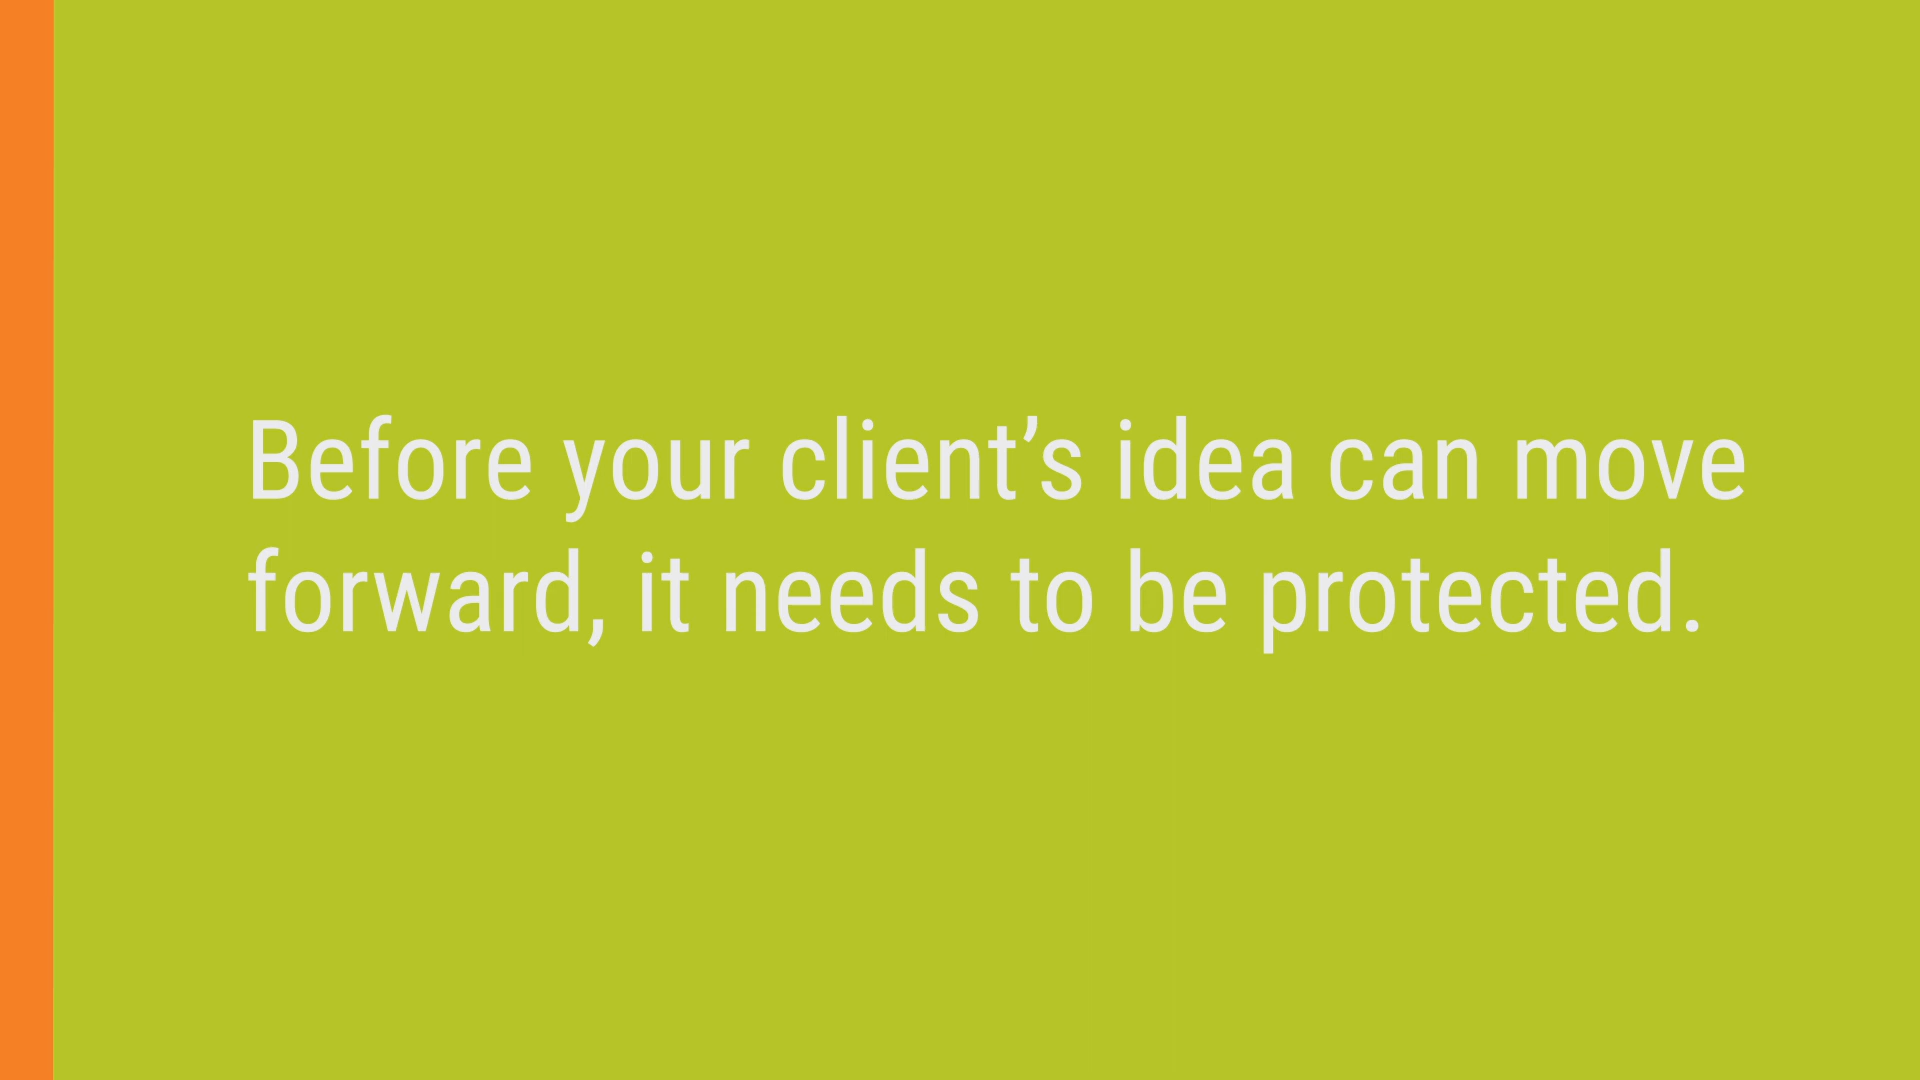 Before your client’s idea can move
forward, it needs to be protected.